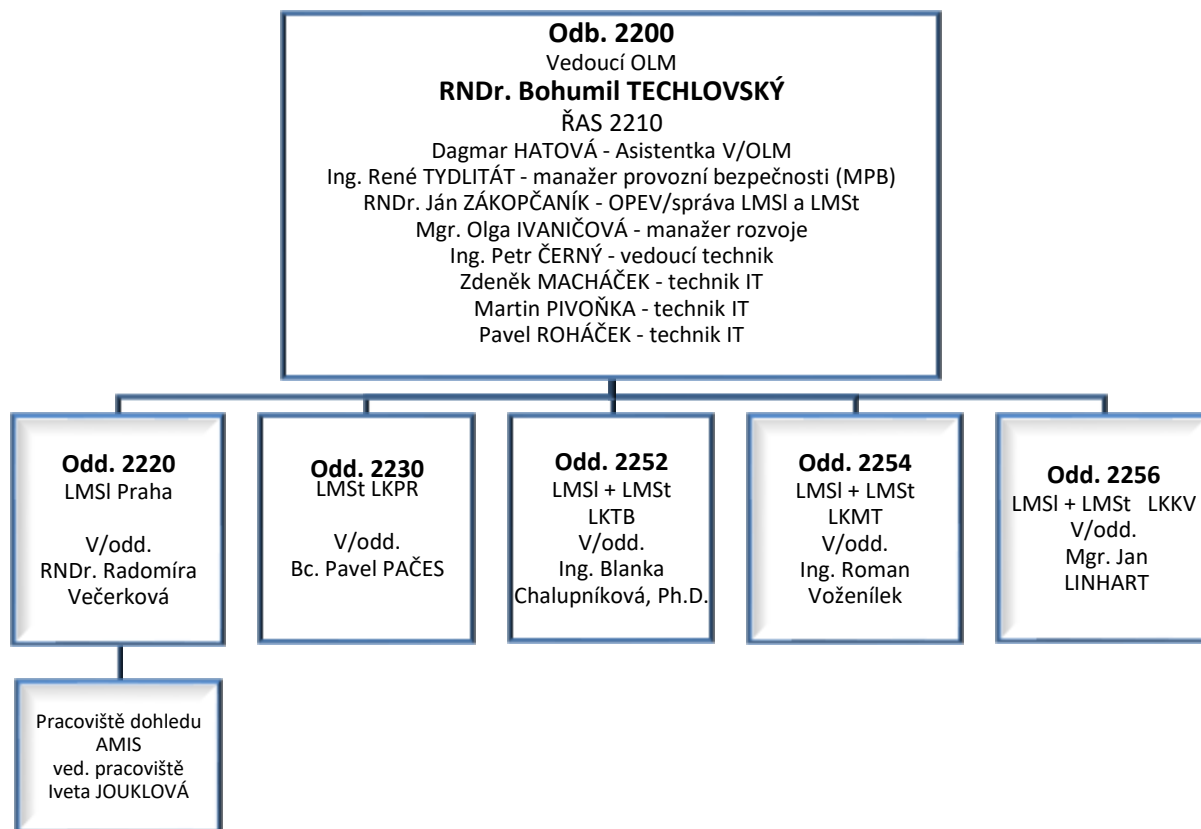 Odb. 2200
Vedoucí OLM
RNDr. Bohumil TECHLOVSKÝ
ŘAS 2210
Dagmar HATOVÁ - Asistentka V/OLM
Ing. René TYDLITÁT - manažer provozní bezpečnosti (MPB)
RNDr. Ján ZÁKOPČANÍK - OPEV/správa LMSl a LMSt
Mgr. Olga IVANIČOVÁ - manažer rozvoje
Ing. Petr ČERNÝ - vedoucí technik
Zdeněk MACHÁČEK - technik IT
Martin PIVOŇKA - technik IT
Pavel ROHÁČEK - technik IT
Odd. 2220
LMSl Praha
V/odd.
RNDr. Radomíra
Večerková
Odd. 2230
LMSt LKPR
V/odd.
Bc. Pavel PAČES
Odd. 2252
LMSl + LMSt
LKTB
V/odd.
Ing. Blanka
Chalupníková, Ph.D.
Odd. 2254
LMSl + LMSt
LKMT
V/odd.
Ing. Roman
Voženílek
Odd. 2256
LMSl + LMSt LKKV
V/odd.
Mgr. Jan
LINHART
Pracoviště dohledu
AMIS
ved. pracoviště
Iveta JOUKLOVÁ